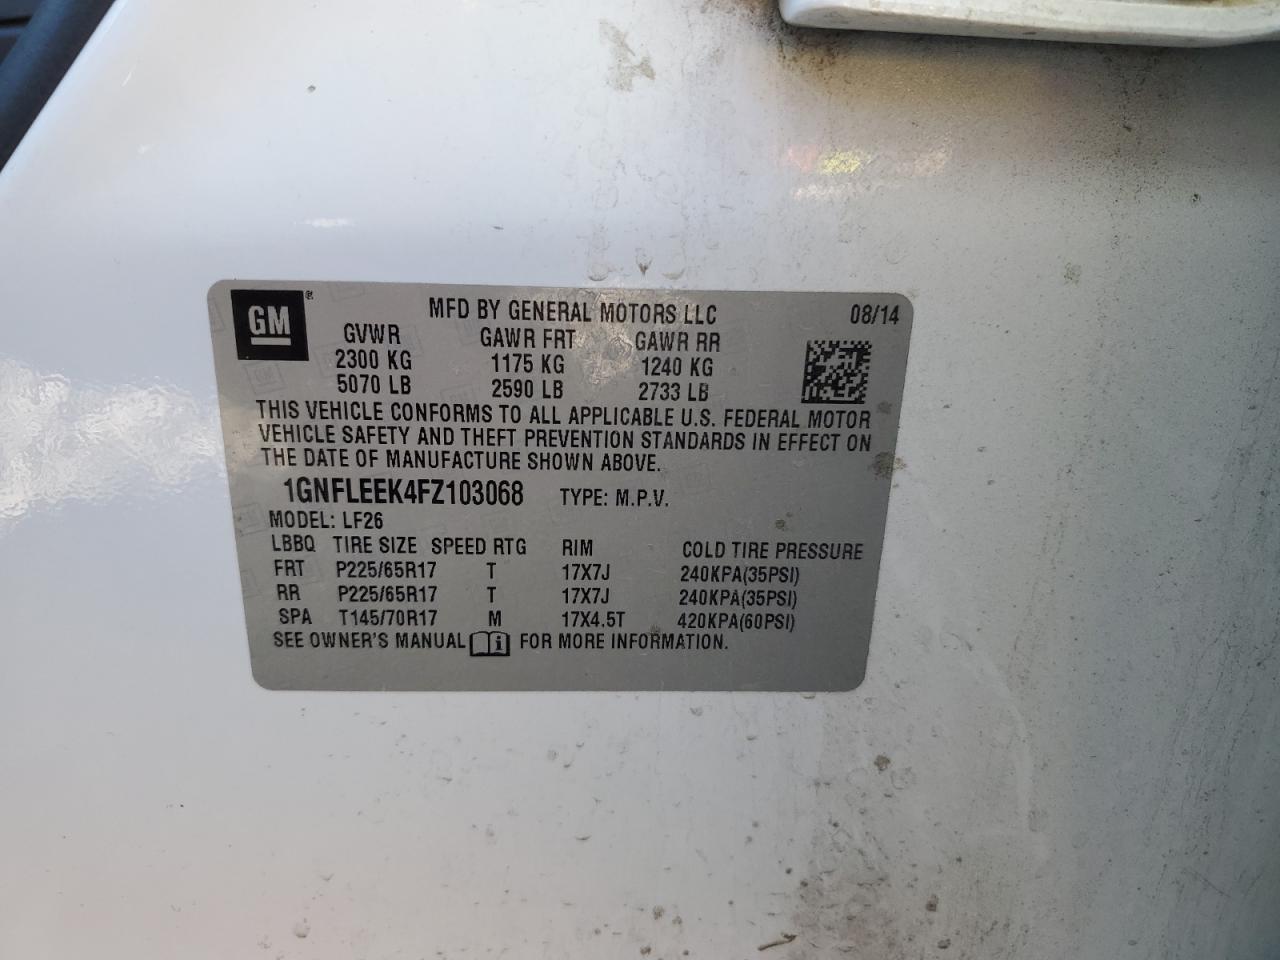 GM ®
MFD BY GENERAL MOTORS LLC 08/14
GVWR GAWR FRT GAWR RR
2300 KG 1175 KG 1240 KG
5070 LB 2590 LB 2733 LB
THIS VEHICLE CONFORMS TO ALL APPLICABLE U.S. FEDERAL MOTOR
VEHICLE SAFETY AND THEFT PREVENTION STANDARDS IN EFFECT ON
THE DATE OF MANUFACTURE SHOWN ABOVE.
1GNFLEEK4FZ103068 TYPE: M.P.V.
MODEL: LF26
LBBQ TIRE SIZE SPEED RTG RIM COLD TIRE PRESSURE
FRT P225/65R17 T 17X7J 240KPA(35PSI)
RR P225/65R17 T 17X7J 240KPA(35PSI)
SPA T145/70R17 M 17X4.5T 420KPA(60PSI)
SEE OWNER'S MANUAL i FOR MORE INFORMATION.